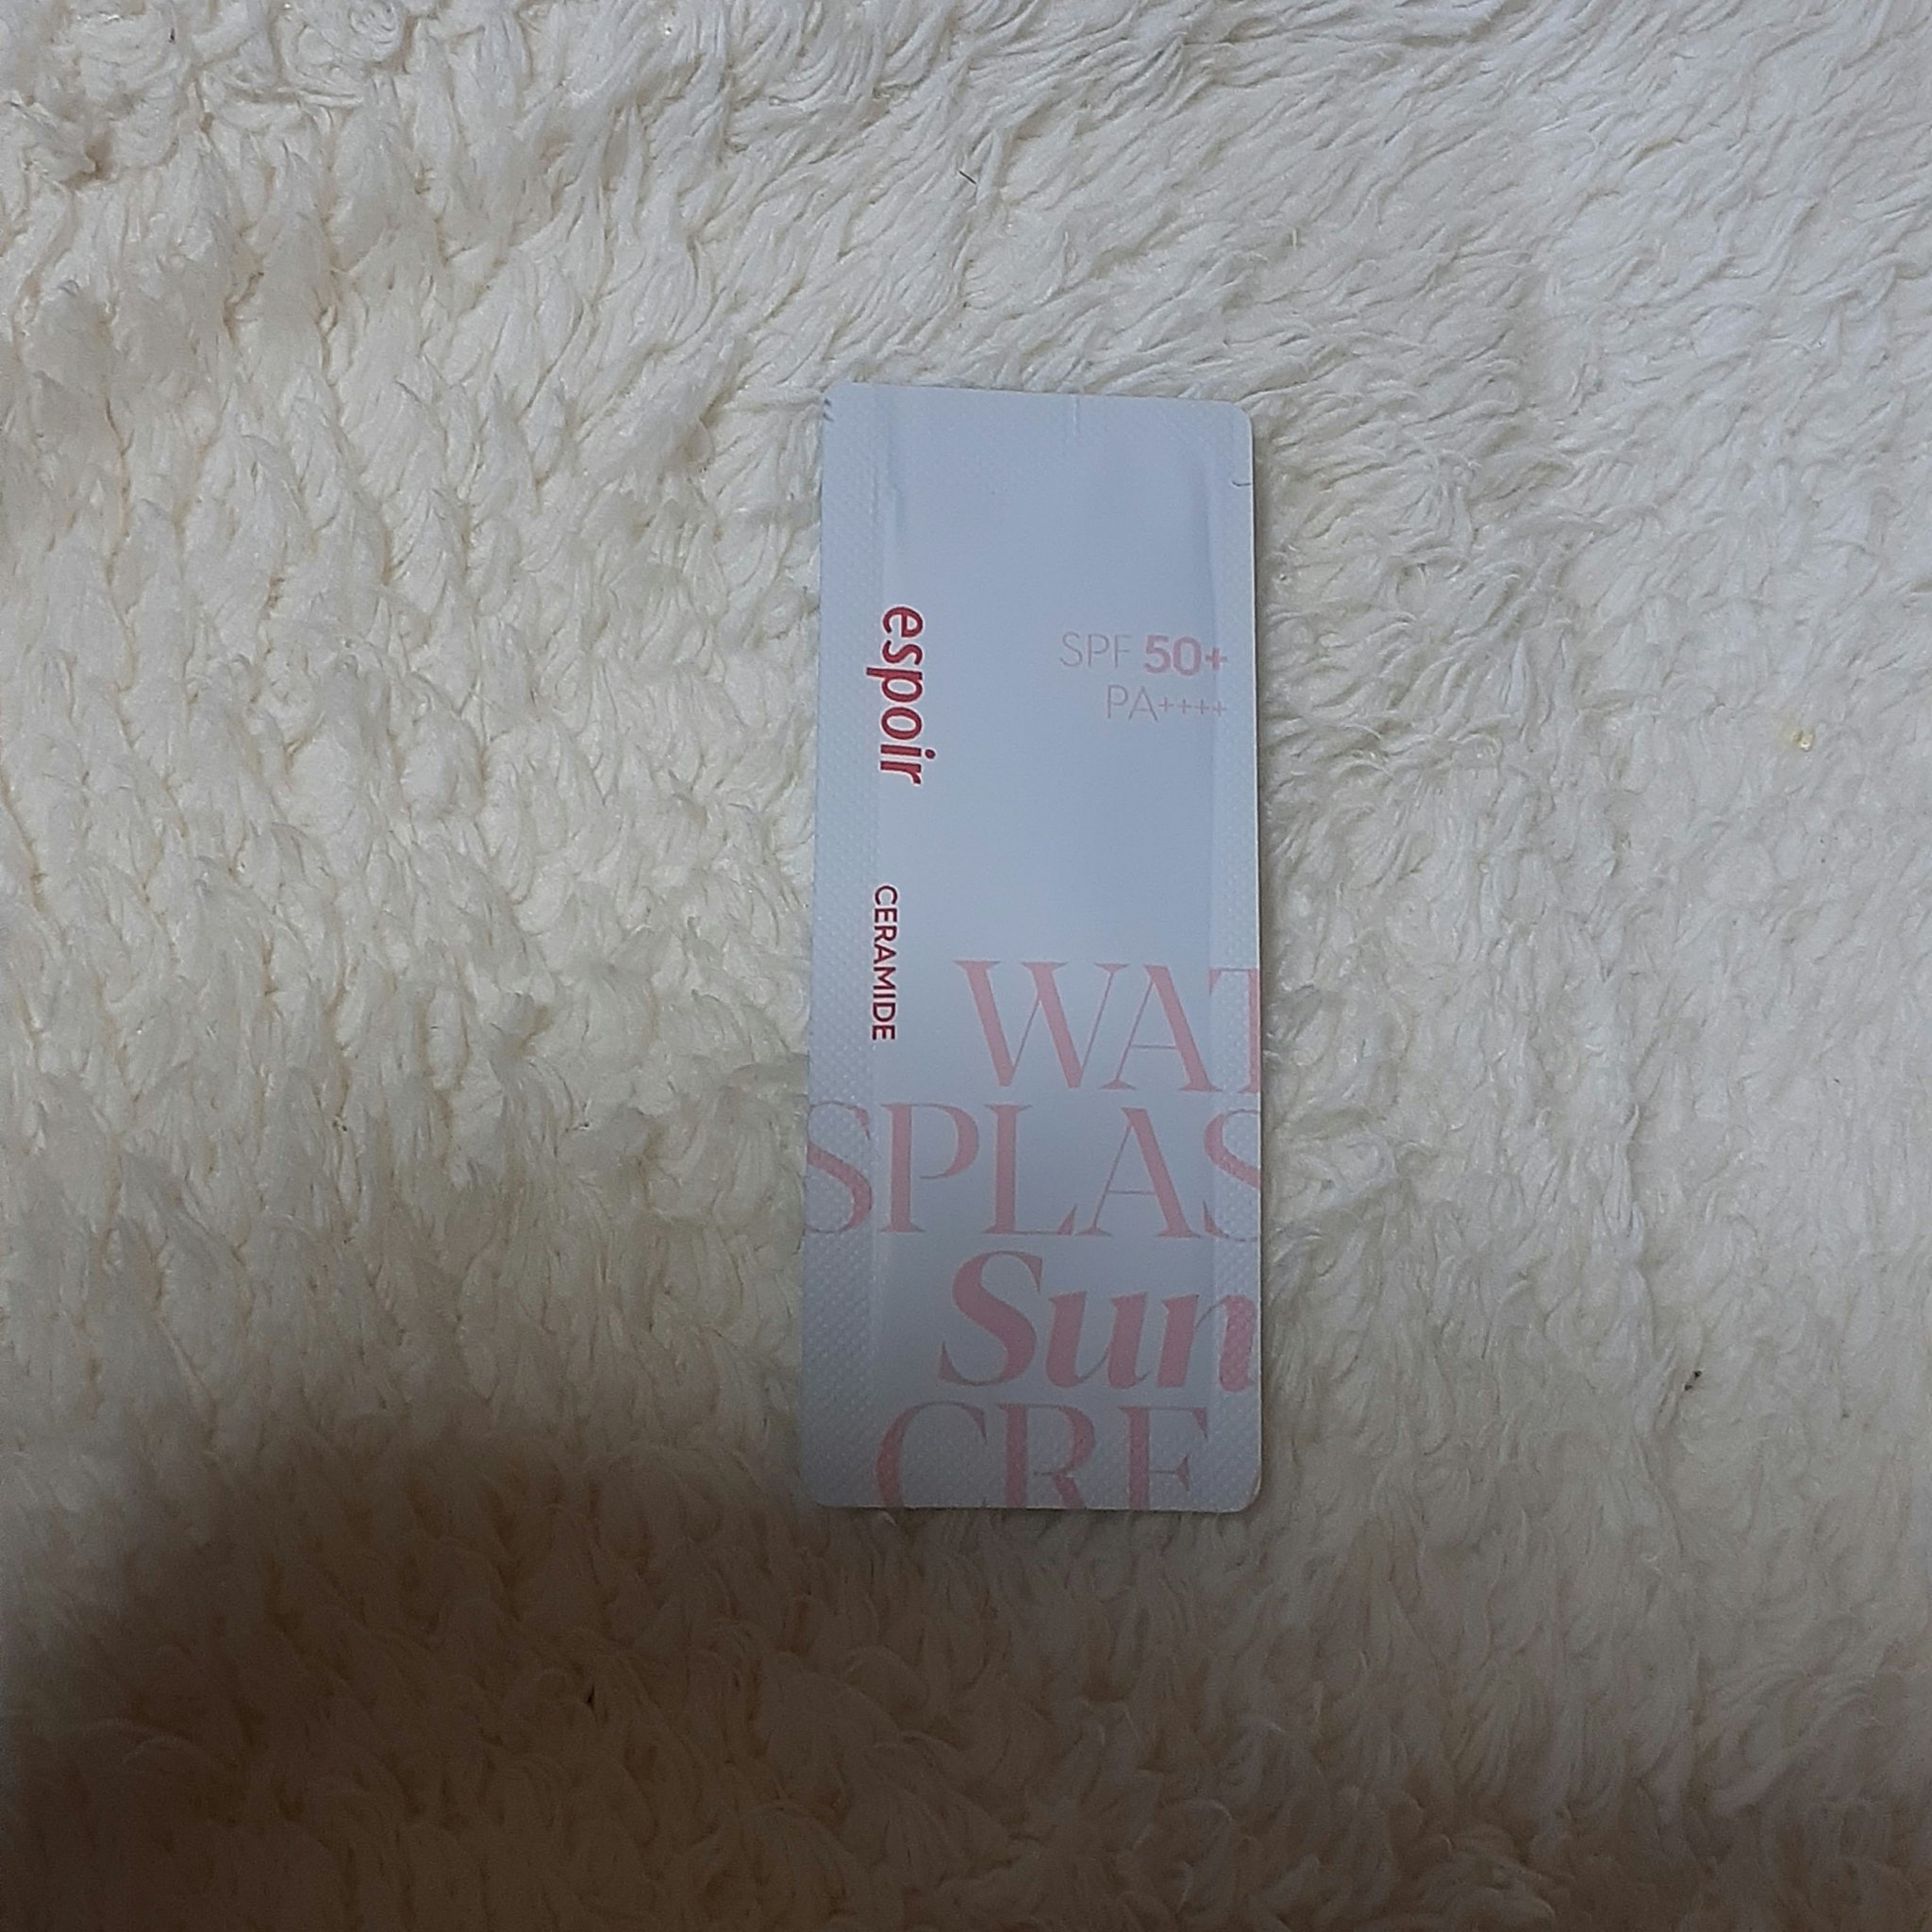 espoir
SPF 50+
PA++++
CERAMIDE
WAT
SPLAS
Sun
CRE